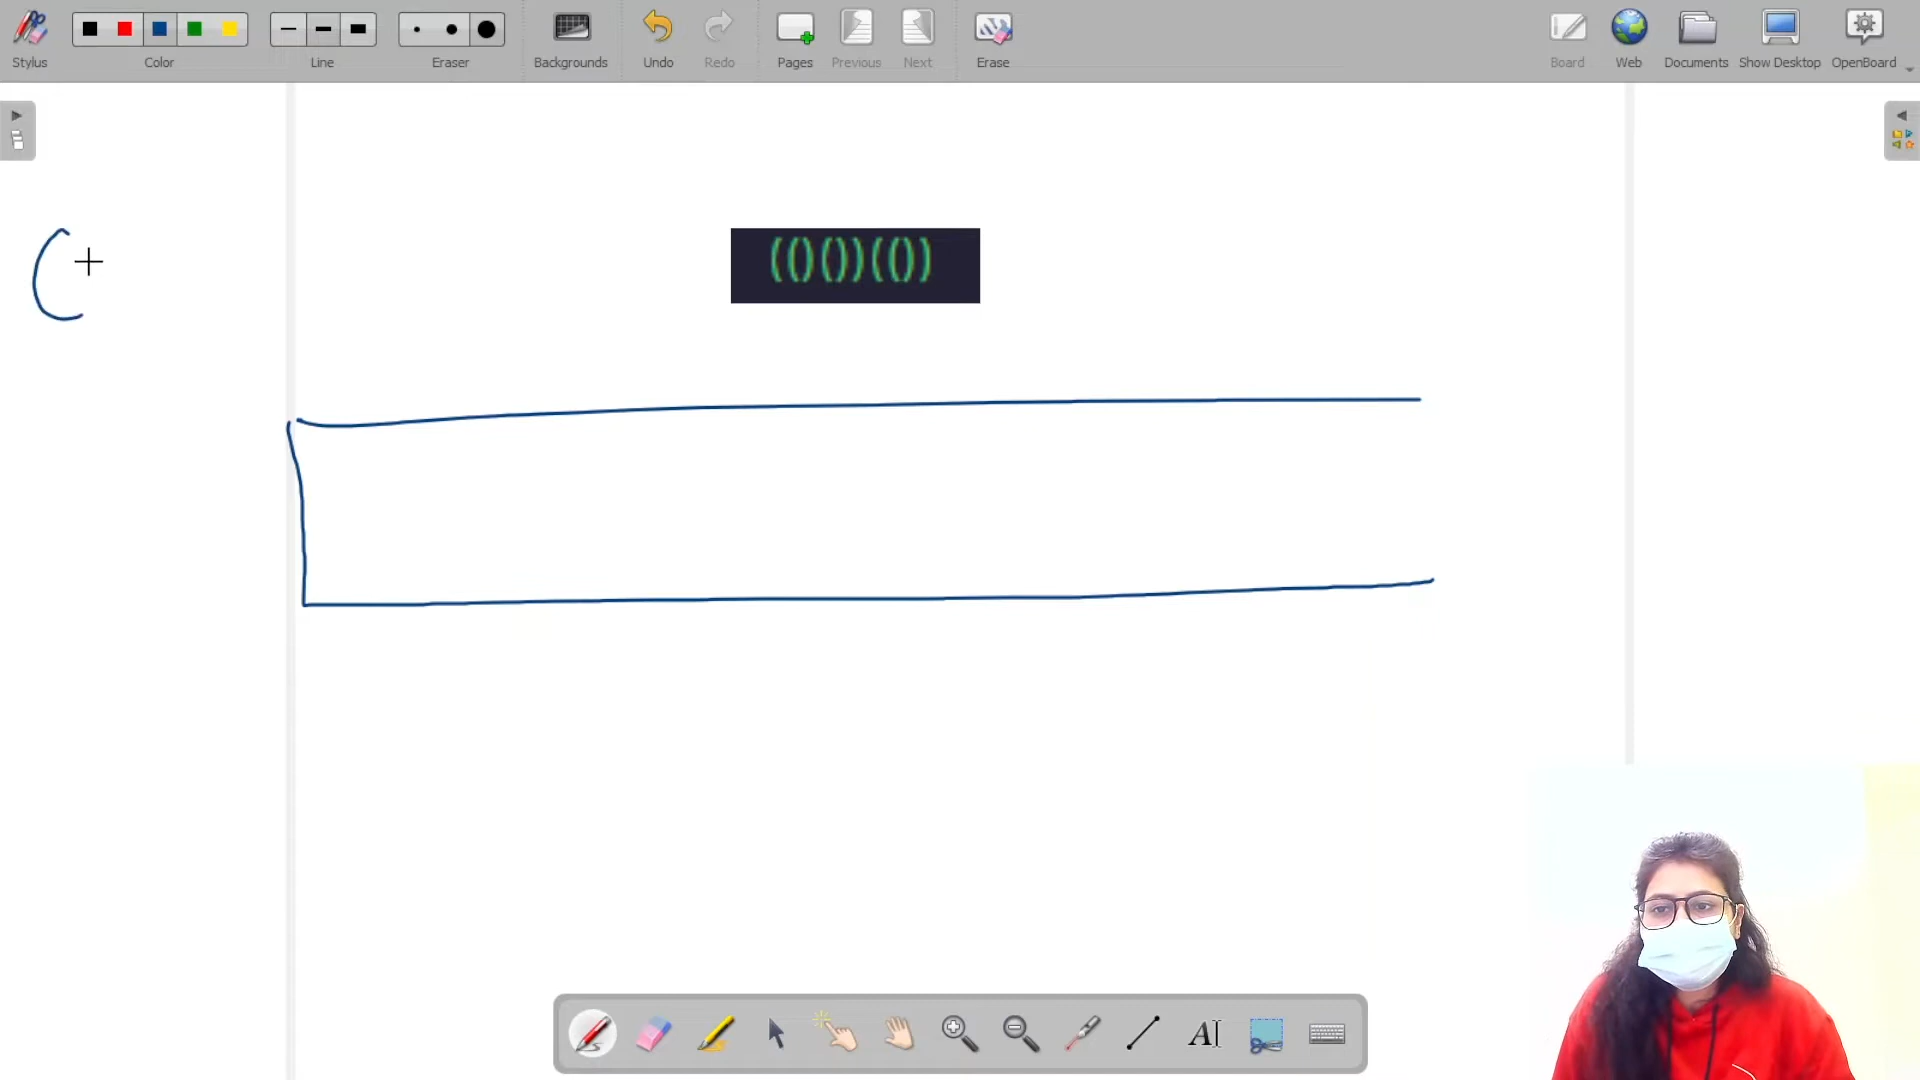 Stylus
Color
Line
Eraser
Backgrounds
Undo
Redo
Pages
Previous
Next
Erase
Board
Web
Documents
Show Desktop
OpenBoard
(
(()())(())